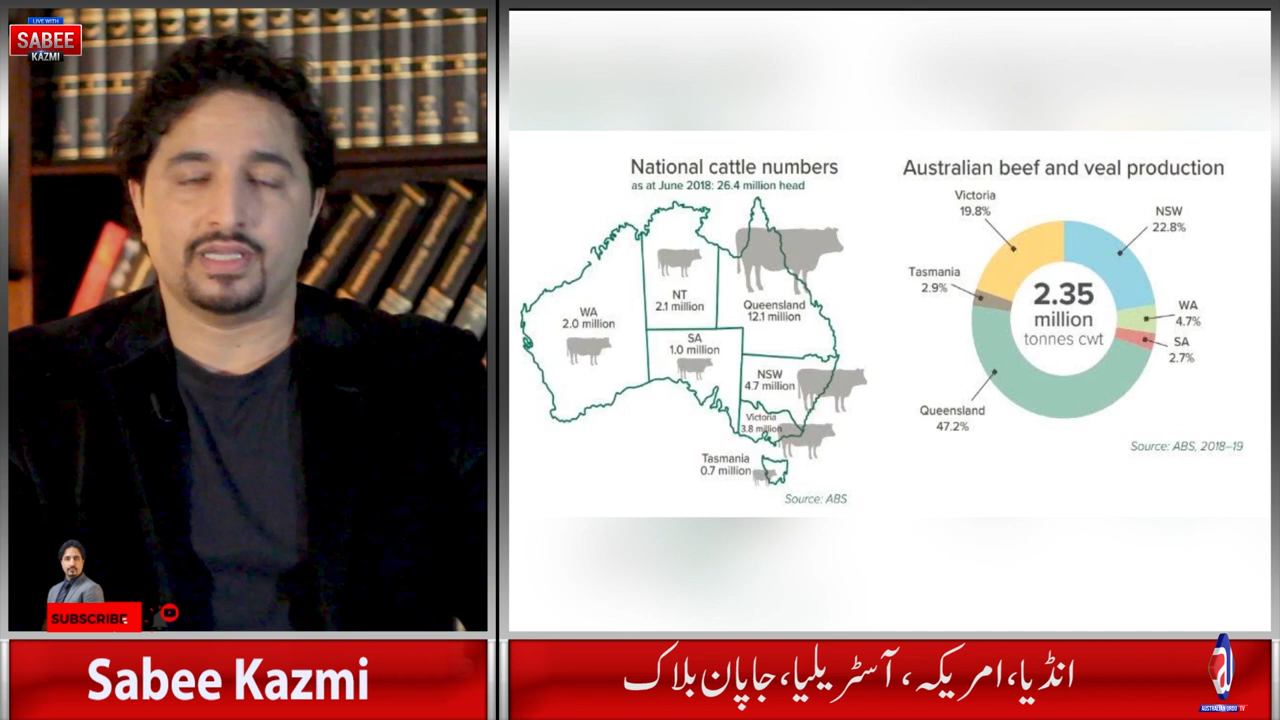 LIVE WITH
SABEE
KAZMI
National cattle numbers
as at June 2018: 26.4 million head
WA
2.0 million
NT
2.1 million
Queensland
12.1 million
SA
1.0 million
NSW
4.7 million
Victoria
3.8 million
Tasmania
0.7 million
Source: ABS
Australian beef and veal production
Victoria
19.8%
NSW
22.8%
Tasmania
2.9%
2.35
million
tonnes cwt
WA
4.7%
SA
2.7%
Queensland
47.2%
Source: ABS, 2018–19
SUBSCRIBE
Sabee Kazmi
انڈیا،امریکہ، آسٹریلیا،جاپان بلاک
AUSTRALIAN URDU TV